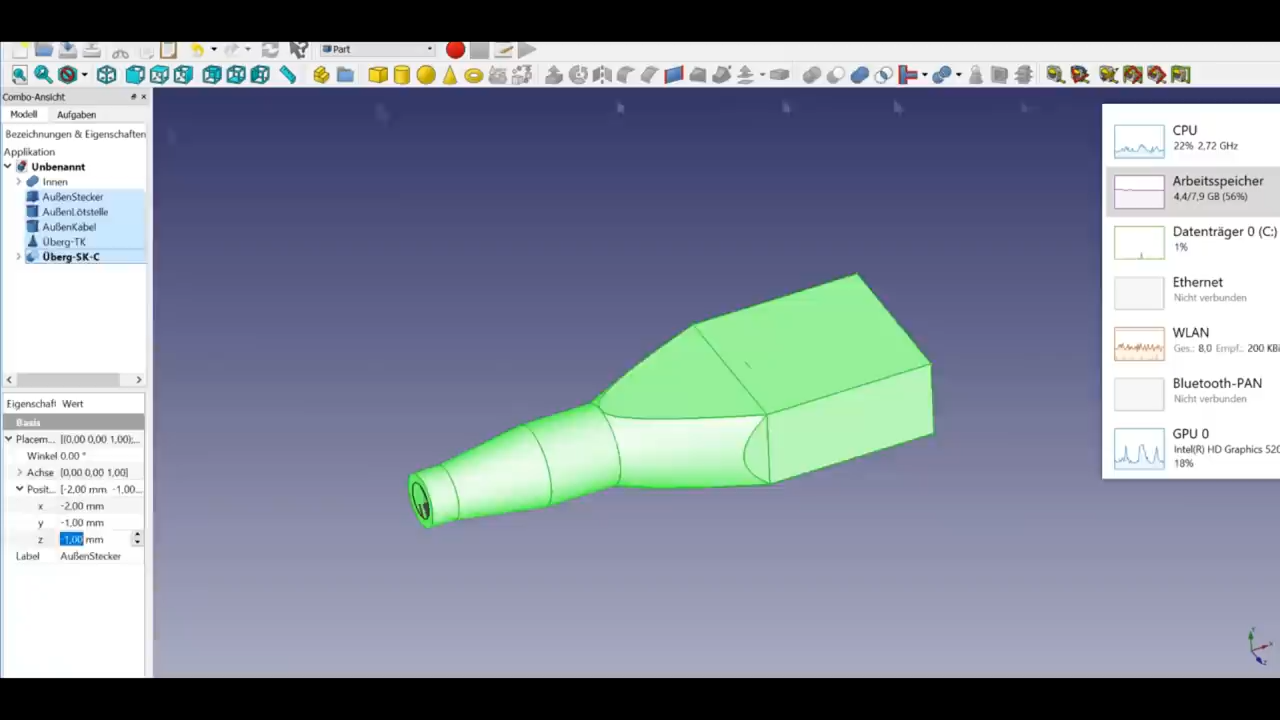 Part
Combo-Ansicht
Modell Aufgaben
Bezeichnungen & Eigenschaften
Applikation
Unbenannt
Innen
AußenStecker
AußenLötstelle
AußenKabel
Überg-TK
Überg-SK-C
Eigenschaf Wert
Basis
Placem... [(0,00 0,00 1,00);...
Winkel 0.00 °
Achse [0,00 0,00 1,00]
Posit... [-2,00 mm -1,00...
x -2,00 mm
y -1,00 mm
z -1,00 mm
Label AußenStecker
CPU
22% 2,72 GHz
Arbeitsspeicher
4,4/7,9 GB (56%)
Datenträger 0 (C:)
1%
Ethernet
Nicht verbunden
WLAN
Ges.: 8,0 Empf.. 200 KBi
Bluetooth-PAN
Nicht verbunden
GPU 0
Intel(R) HD Graphics 520
18%